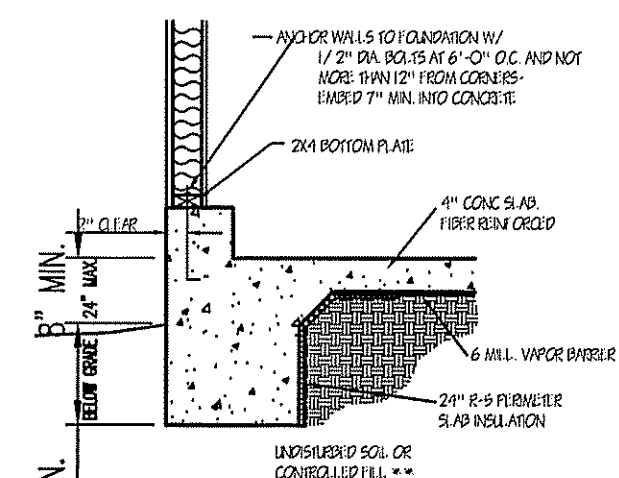 ANCHOR WALLS TO FOUNDATION W/
1/2" DIA. BOLTS AT 6'-0" O.C. AND NOT
MORE THAN 12" FROM CORNERS-
EMBED 7" MIN. INTO CONCRETE
2X4 BOTTOM PLATE
4" CONC SLAB.
FIBER REINFORCED
2" CLEAR
8" MIN.
24" MAX.
BELOW GRADE
6 MILL. VAPOR BARRIER
24" R-5 PERIMETER
SLAB INSULATION
UNDISTURBED SOIL OR
CONTROLLED FILL **
N.